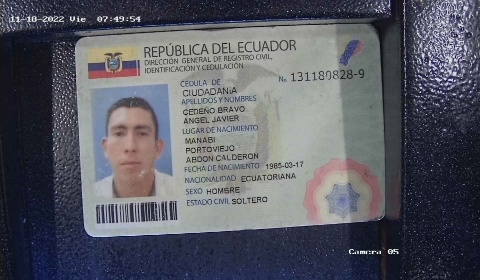 11-18-2022 Vie 07:49:54
REPÚBLICA DEL ECUADOR
DIRECCIÓN GENERAL DE REGISTRO CIVIL,
IDENTIFICACIÓN Y CEDULACIÓN
CÉDULA DE
CIUDADANÍA
No 131180828-9
APELLIDOS Y NOMBRES
CEDEÑO BRAVO
ANGEL JAVIER
LUGAR DE NACIMIENTO
MANABI
PORTOVIEJO
ABDON CALDERON
FECHA DE NACIMIENTO 1985-03-17
NACIONALIDAD ECUATORIANA
SEXO HOMBRE
ESTADO CIVIL SOLTERO
Camera 05